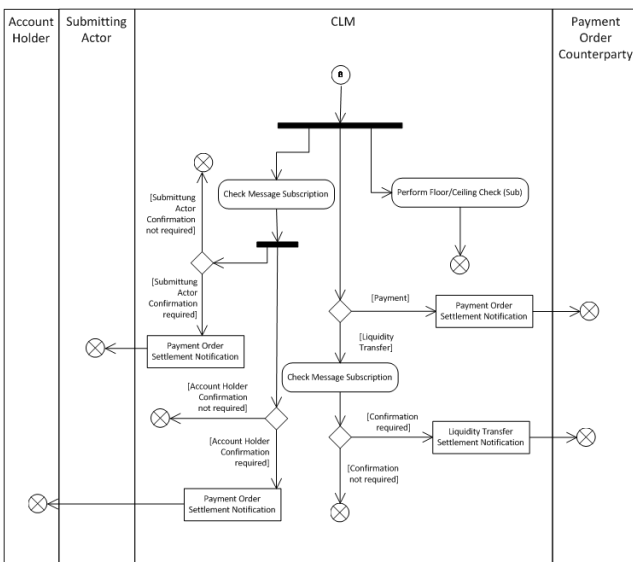 Account
Holder
Submitting
Actor
CLM
Payment
Order
Counterparty
Check Message Subscription
Perform Floor/Ceiling Check (Sub)
[Submittung
Actor
Confirmation
not required]
[Submitting
Actor
Confirmation
required]
[Payment]
Payment Order
Settlement Notification
[Liquidity
Transfer]
Payment Order
Settlement Notification
Check Message Subscription
[Account Holder
Confirmation
not required]
[Confirmation
required]
Liquidity Transfer
Settlement Notification
[Account Holder
Confirmation
required]
[Confirmation
not required]
Payment Order
Settlement Notification